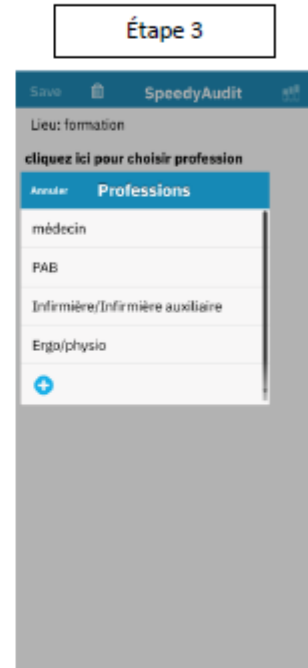 Étape 3
Save SpeedyAudit
Lieu: formation
cliquez ici pour choisir profession
Annuler Professions
médecin
PAB
Infirmière/Infirmière auxiliaire
Ergo/physio